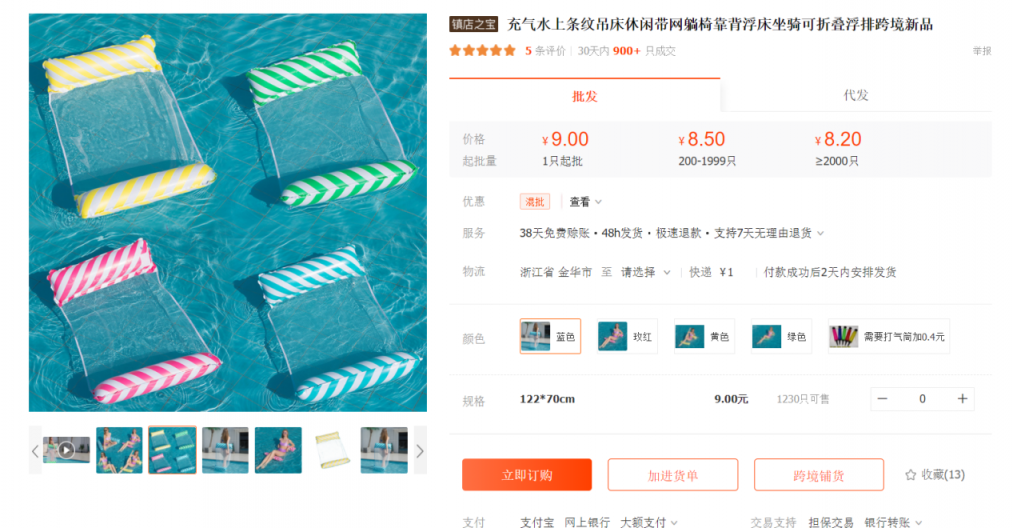 镇店之宝 充气水上条纹吊床休闲带网躺椅靠背浮床坐骑可折叠浮排跨境新品
5 条评价 30天内 900+ 只成交 举报
批发 代发
价格 ¥ 9.00 ¥ 8.50 ¥ 8.20
起批量 1只起批 200-1999只 ≥2000只
优惠 混批 查看
服务 38天免费赊账 • 48h发货 • 极速退款 • 支持7天无理由退货
物流 浙江省 金华市 至 请选择 快递 ¥1 付款成功后2天内安排发货
颜色 蓝色 玫红 黄色 绿色 需要打气筒加0.4元
规格 122*70cm 9.00元 1230只可售 − 0 +
立即订购 加进货单 跨境铺货 收藏(13)
支付 支付宝 网上银行 大额支付 交易支持 担保交易 银行转账